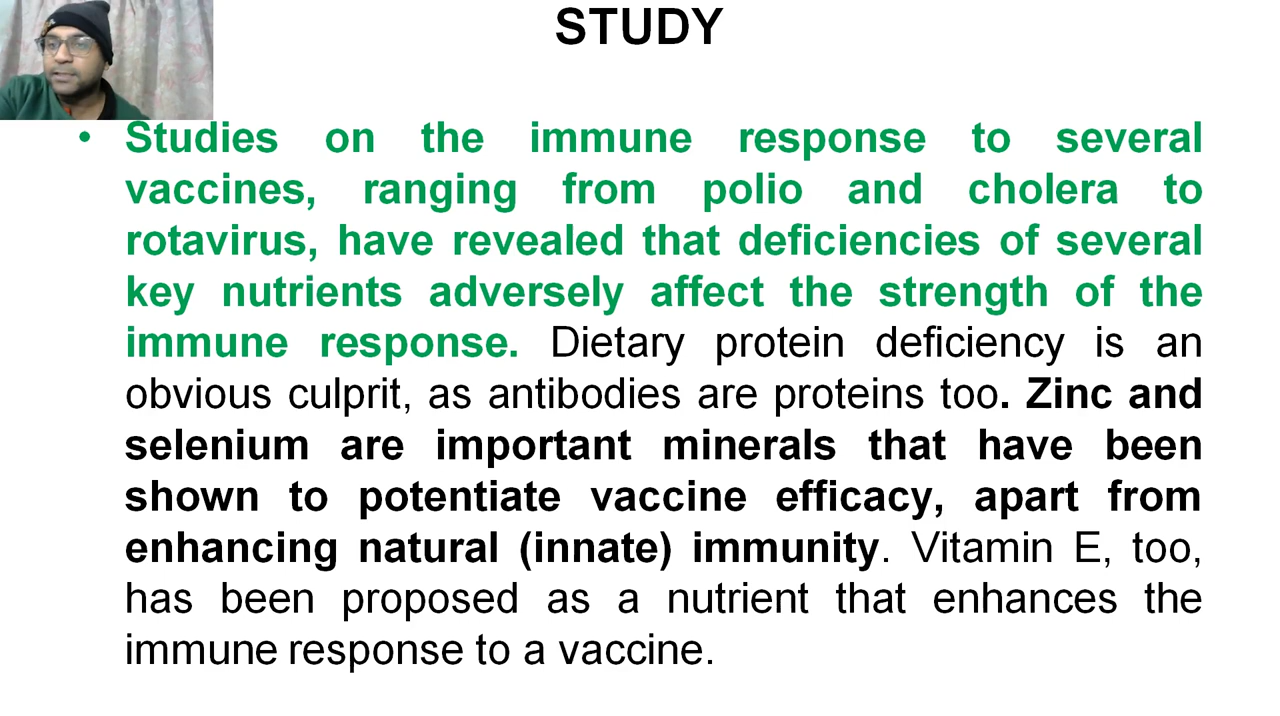 STUDY
• Studies on the immune response to several
vaccines, ranging from polio and cholera to
rotavirus, have revealed that deficiencies of several
key nutrients adversely affect the strength of the
immune response. Dietary protein deficiency is an
obvious culprit, as antibodies are proteins too. Zinc and
selenium are important minerals that have been
shown to potentiate vaccine efficacy, apart from
enhancing natural (innate) immunity. Vitamin E, too,
has been proposed as a nutrient that enhances the
immune response to a vaccine.